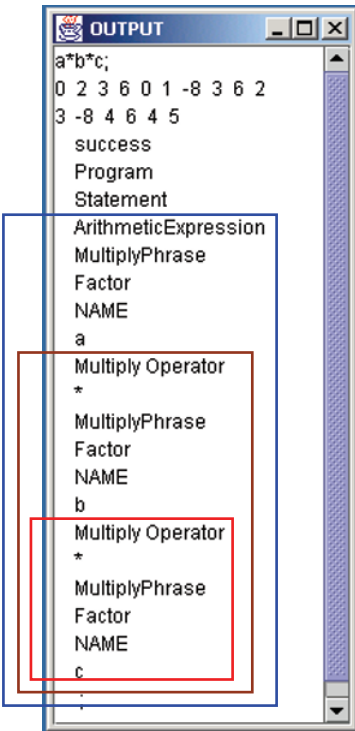 OUTPUT
a*b*c;
0 2 3 6 0 1 -8 3 6 2
3 -8 4 6 4 5
success
Program
Statement
ArithmeticExpression
MultiplyPhrase
Factor
NAME
a
Multiply Operator
*
MultiplyPhrase
Factor
NAME
b
Multiply Operator
*
MultiplyPhrase
Factor
NAME
c
;